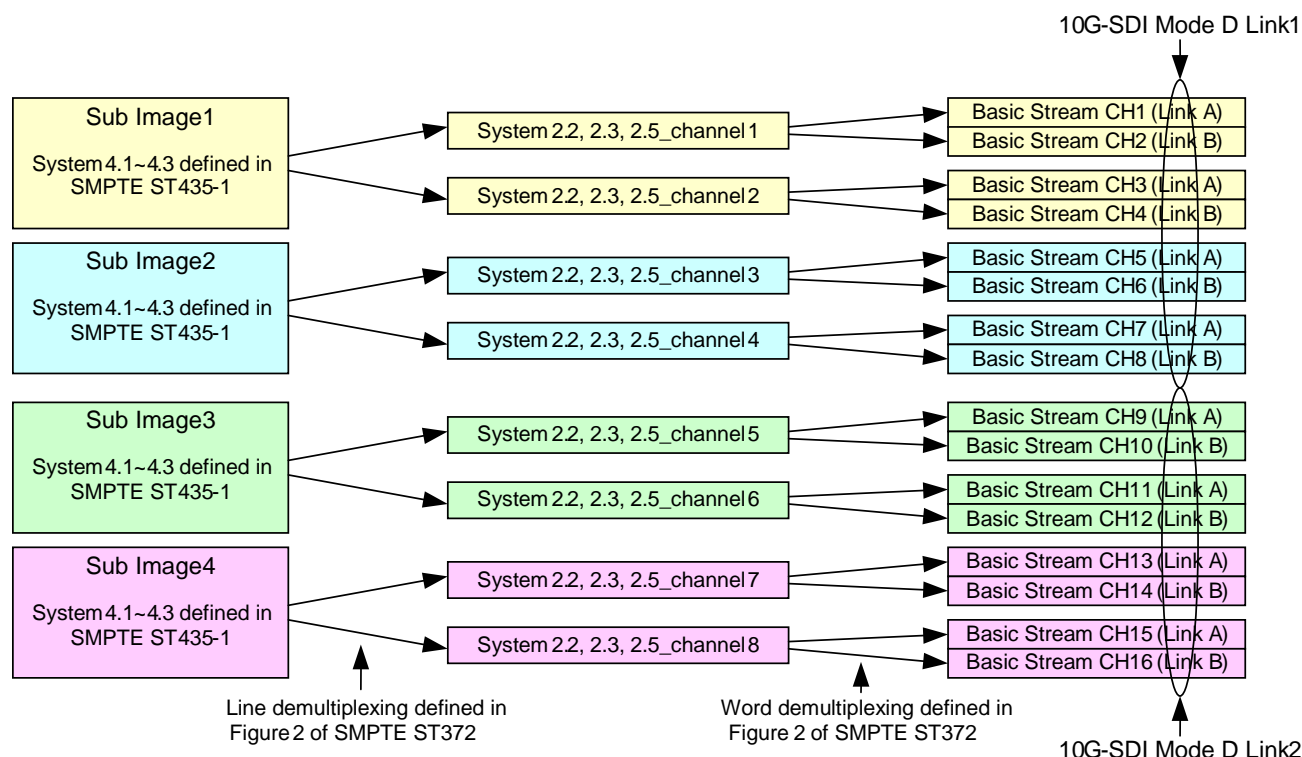 10G-SDI Mode D Link1
Sub Image1
System 4.1~4.3 defined in
SMPTE ST435-1
System 2.2, 2.3, 2.5_channel 1
System 2.2, 2.3, 2.5_channel 2
Basic Stream CH1 (Link A)
Basic Stream CH2 (Link B)
Basic Stream CH3 (Link A)
Basic Stream CH4 (Link B)
Sub Image2
System 4.1~4.3 defined in
SMPTE ST435-1
System 2.2, 2.3, 2.5_channel 3
System 2.2, 2.3, 2.5_channel 4
Basic Stream CH5 (Link A)
Basic Stream CH6 (Link B)
Basic Stream CH7 (Link A)
Basic Stream CH8 (Link B)
Sub Image3
System 4.1~4.3 defined in
SMPTE ST435-1
System 2.2, 2.3, 2.5_channel 5
System 2.2, 2.3, 2.5_channel 6
Basic Stream CH9 (Link A)
Basic Stream CH10 (Link B)
Basic Stream CH11 (Link A)
Basic Stream CH12 (Link B)
Sub Image4
System 4.1~4.3 defined in
SMPTE ST435-1
System 2.2, 2.3, 2.5_channel 7
System 2.2, 2.3, 2.5_channel 8
Basic Stream CH13 (Link A)
Basic Stream CH14 (Link B)
Basic Stream CH15 (Link A)
Basic Stream CH16 (Link B)
Line demultiplexing defined in
Figure 2 of SMPTE ST372
Word demultiplexing defined in
Figure 2 of SMPTE ST372
10G-SDI Mode D Link2